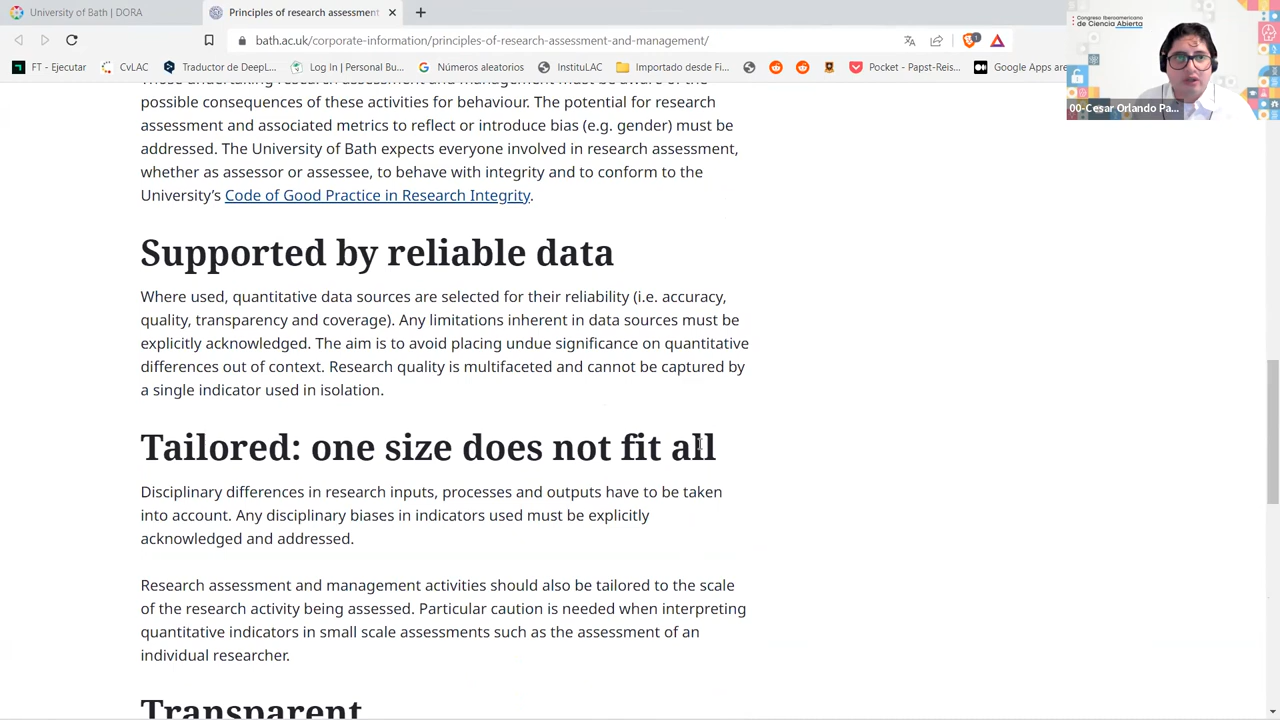 University of Bath | DORA
Principles of research assessment
bath.ac.uk/corporate-information/principles-of-research-assessment-and-management/
1
FT - Ejecutar
CvLAC
Traductor de DeepL...
Log In | Personal R
Números aleatorios
InstituLAC
Importado desde Fi...
Pocket - Burst-Reis...
Google Apps are
Congreso Iberoamericano
de Ciencia Abierta
00-Cesar Orlando Pa...
possible consequences of these activities for behaviour. The potential for research
assessment and associated metrics to reflect or introduce bias (e.g. gender) must be
addressed. The University of Bath expects everyone involved in research assessment,
whether as assessor or assessee, to behave with integrity and to conform to the
University’s Code of Good Practice in Research Integrity.
Supported by reliable data
Where used, quantitative data sources are selected for their reliability (i.e. accuracy,
quality, transparency and coverage). Any limitations inherent in data sources must be
explicitly acknowledged. The aim is to avoid placing undue significance on quantitative
differences out of context. Research quality is multifaceted and cannot be captured by
a single indicator used in isolation.
Tailored: one size does not fit all
Disciplinary differences in research inputs, processes and outputs have to be taken
into account. Any disciplinary biases in indicators used must be explicitly
acknowledged and addressed.
Research assessment and management activities should also be tailored to the scale
of the research activity being assessed. Particular caution is needed when interpreting
quantitative indicators in small scale assessments such as the assessment of an
individual researcher.
Transparent